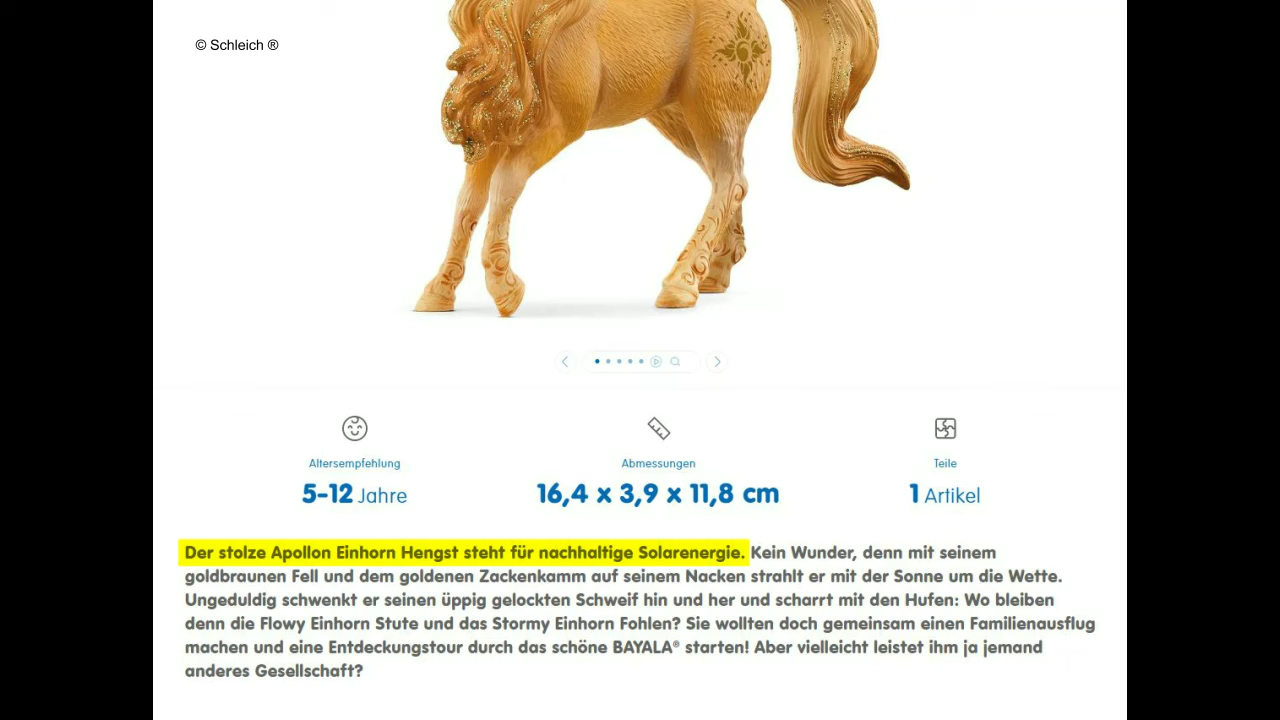 © Schleich ®
Altersempfehlung
Abmessungen
Teile
5-12 Jahre
16,4 x 3,9 x 11,8 cm
1 Artikel
Der stolze Apollon Einhorn Hengst steht für nachhaltige Solarenergie. Kein Wunder, denn mit seinem
goldbraunen Fell und dem goldenen Zackenkamm auf seinem Nacken strahlt er mit der Sonne um die Wette.
Ungeduldig schwenkt er seinen üppig gelockten Schweif hin und her und scharrt mit den Hufen: Wo bleiben
denn die Flowy Einhorn Stute und das Stormy Einhorn Fohlen? Sie wollten doch gemeinsam einen Familienausflug
machen und eine Entdeckungstour durch das schöne BAYALA® starten! Aber vielleicht leistet ihm ja jemand
anderes Gesellschaft?